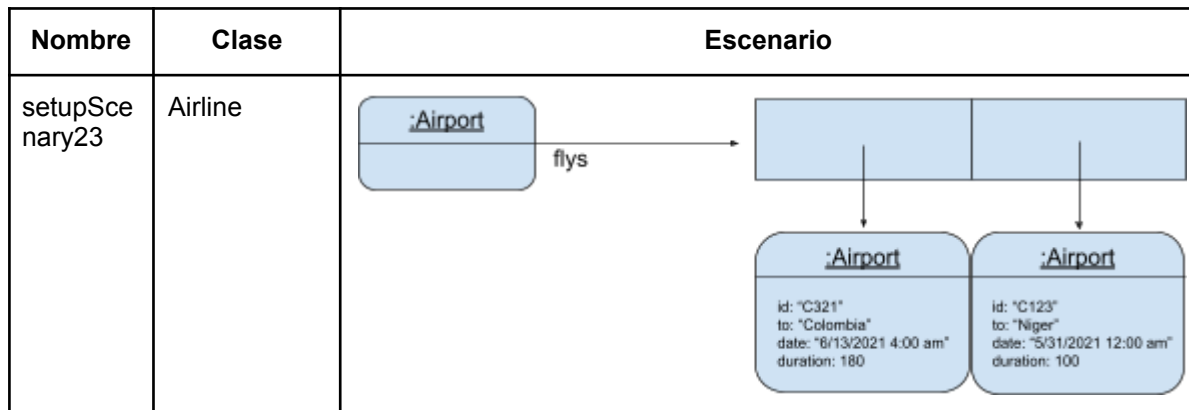 Nombre Clase Escenario
setupSce
nary23
Airline
:Airport
flys
:Airport
id: "C321"
to: "Colombia"
date: "6/13/2021 4:00 am"
duration: 180
:Airport
id: "C123"
to: "Niger"
date: "5/31/2021 12:00 am"
duration: 100